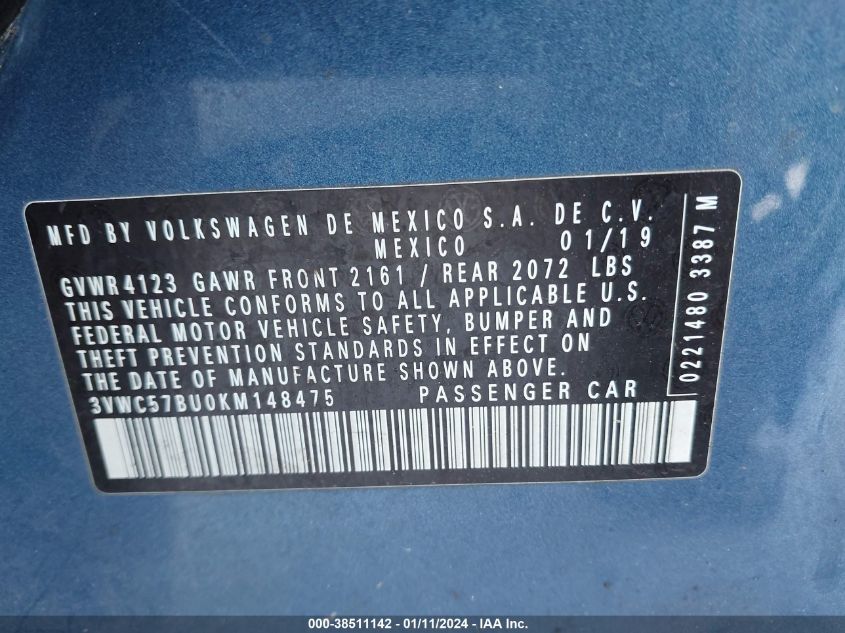 MFD BY VOLKSWAGEN DE MEXICO S.A. DE C.V.
MEXICO 01/19
GVWR 4123 GAWR FRONT 2161 / REAR 2072 LBS
THIS VEHICLE CONFORMS TO ALL APPLICABLE U.S.
FEDERAL MOTOR VEHICLE SAFETY, BUMPER AND
THEFT PREVENTION STANDARDS IN EFFECT ON
THE DATE OF MANUFACTURE SHOWN ABOVE.
3VWC57BU0KM148475 PASSENGER CAR
0221480 3387 M
000-38511142 - 01/11/2024 - IAA Inc.